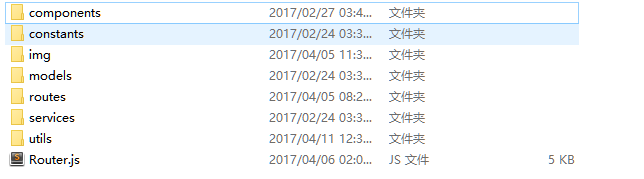 components 2017/02/27 03:4... 文件夹
constants 2017/02/24 03:3... 文件夹
img 2017/04/05 11:3... 文件夹
models 2017/02/24 03:3... 文件夹
routes 2017/04/05 08:2... 文件夹
services 2017/02/24 03:3... 文件夹
utils 2017/04/11 12:3... 文件夹
Router.js 2017/04/06 02:0... JS 文件 5 KB